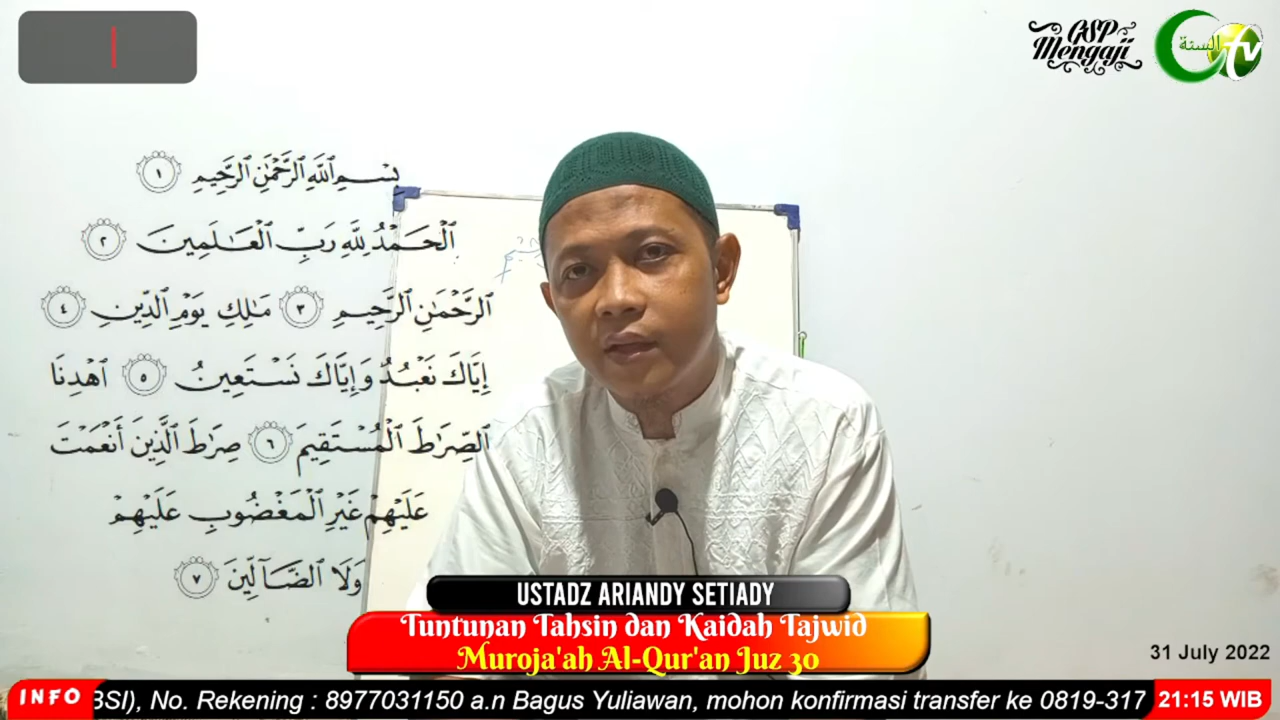 GSP
Mengaji
السنة
tv
بِسْمِ ٱللَّهِ ٱلرَّحْمَٰنِ ٱلرَّحِيمِ ١
ٱلْحَمْدُ لِلَّهِ رَبِّ ٱلْعَٰلَمِينَ ٢
ٱلرَّحْمَٰنِ ٱلرَّحِيمِ ٣ مَٰلِكِ يَوْمِ ٱلدِّينِ ٤
إِيَّاكَ نَعْبُدُ وَإِيَّاكَ نَسْتَعِينُ ٥ ٱهْدِنَا
ٱلصِّرَٰطَ ٱلْمُسْتَقِيمَ ٦ صِرَٰطَ ٱلَّذِينَ أَنْعَمْتَ
عَلَيْهِمْ غَيْرِ ٱلْمَغْضُوبِ عَلَيْهِمْ
وَلَا ٱلضَّآلِّينَ ٧
USTADZ ARIANDY SETIADY
Tuntunan Tahsin dan Kaidah Tajwid
Muroja'ah Al-Qur'an Juz 30
31 July 2022
INFO BSI), No. Rekening : 8977031150 a.n Bagus Yuliawan, mohon konfirmasi transfer ke 0819-317 21:15 WIB